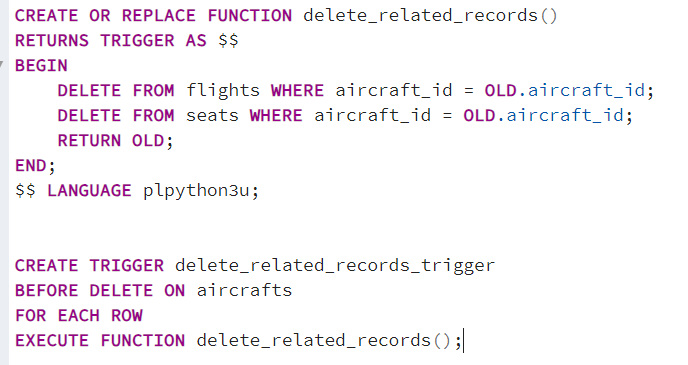 CREATE OR REPLACE FUNCTION delete_related_records()
RETURNS TRIGGER AS $$
BEGIN
    DELETE FROM flights WHERE aircraft_id = OLD.aircraft_id;
    DELETE FROM seats WHERE aircraft_id = OLD.aircraft_id;
    RETURN OLD;
END;
$$ LANGUAGE plpython3u;
CREATE TRIGGER delete_related_records_trigger
BEFORE DELETE ON aircrafts
FOR EACH ROW
EXECUTE FUNCTION delete_related_records();